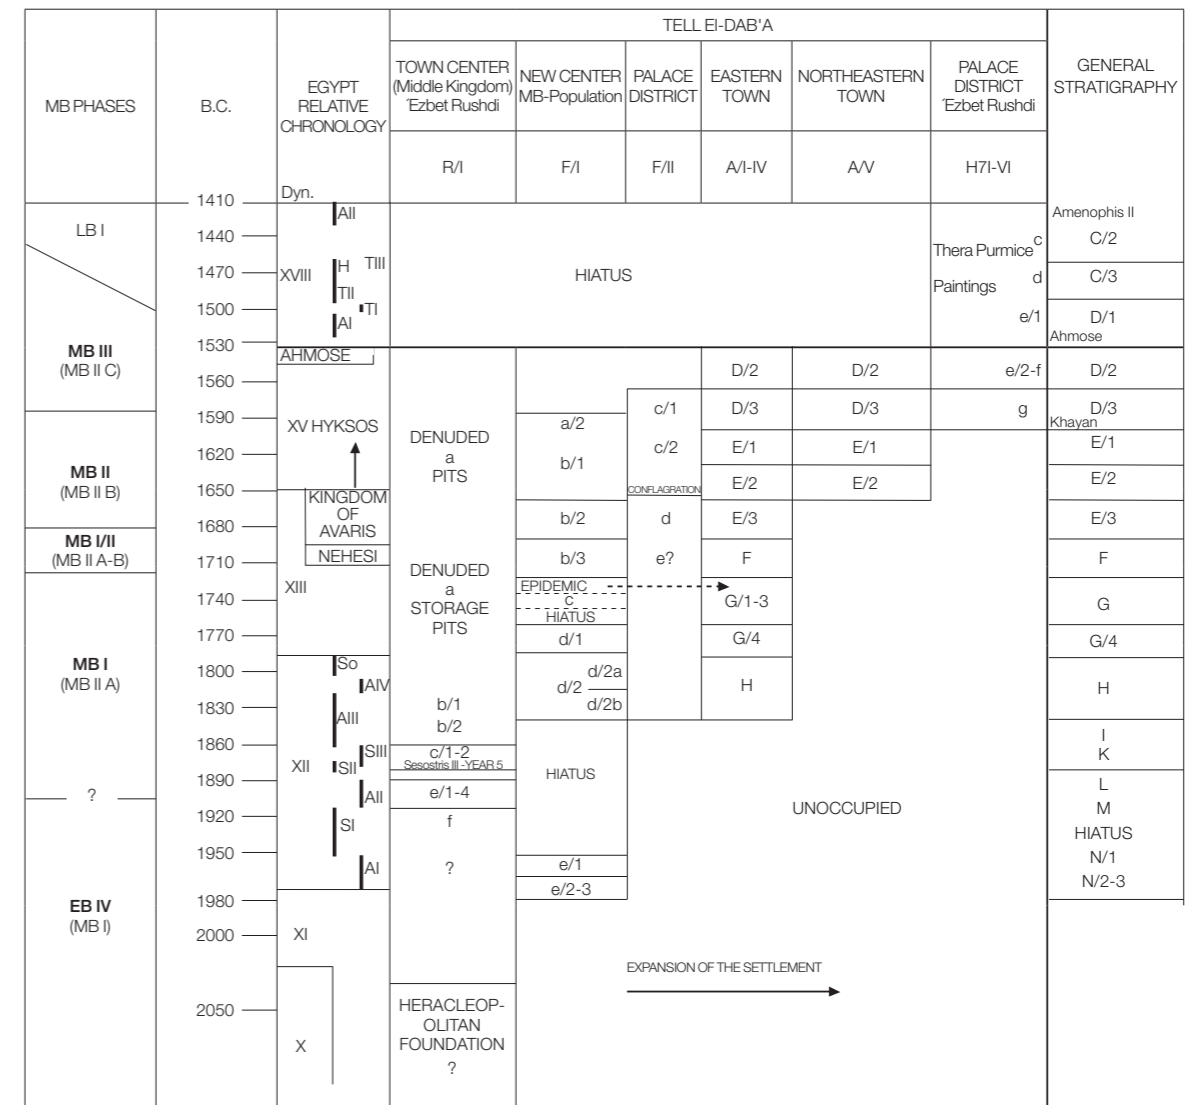 TELL El-DAB'A
MB PHASES
B.C.
EGYPT
RELATIVE
CHRONOLOGY
TOWN CENTER
(Middle Kingdom)
'Ezbet Rushdi
NEW CENTER
MB-Population
PALACE
DISTRICT
EASTERN
TOWN
NORTHEASTERN
TOWN
PALACE
DISTRICT
'Ezbet Rushdi
GENERAL
STRATIGRAPHY
R/I
F/I
F/II
A/I-IV
A/V
H7I-VI
LB I
MB III
(MB II C)
MB II
(MB II B)
MB I/II
(MB II A-B)
MB I
(MB II A)
?
EB IV
(MB I)
1410
1440
1470
1500
1530
1560
1590
1620
1650
1680
1710
1740
1770
1800
1830
1860
1890
1920
1950
1980
2000
2050
Dyn.
AII
H
TIII
XVIII
TII
TI
AI
AHMOSE
XV HYKSOS
KINGDOM
OF
AVARIS
NEHESI
XIII
So
AIV
AIII
SIII
XII
SII
AII
SI
AI
XI
X
HIATUS
DENUDED
a
PITS
DENUDED
a
STORAGE
PITS
b/1
b/2
c/1-2
Sesostris III -YEAR 5
e/1-4
f
?
HERACLEOP-
OLITAN
FOUNDATION
?
a/2
b/1
b/2
b/3
EPIDEMIC
c
HIATUS
d/1
d/2a
d/2
d/2b
HIATUS
e/1
e/2-3
c/1
c/2
CONFLAGRATION
d
e?
D/2
D/3
E/1
E/2
E/3
F
G/1-3
G/4
H
D/2
D/3
E/1
E/2
UNOCCUPIED
EXPANSION OF THE SETTLEMENT
c
Thera Purmice
Paintings d
e/1
e/2-f
g
Amenophis II
C/2
C/3
D/1
Ahmose
D/2
D/3
Khayan
E/1
E/2
E/3
F
G
G/4
H
I
K
L
M
HIATUS
N/1
N/2-3